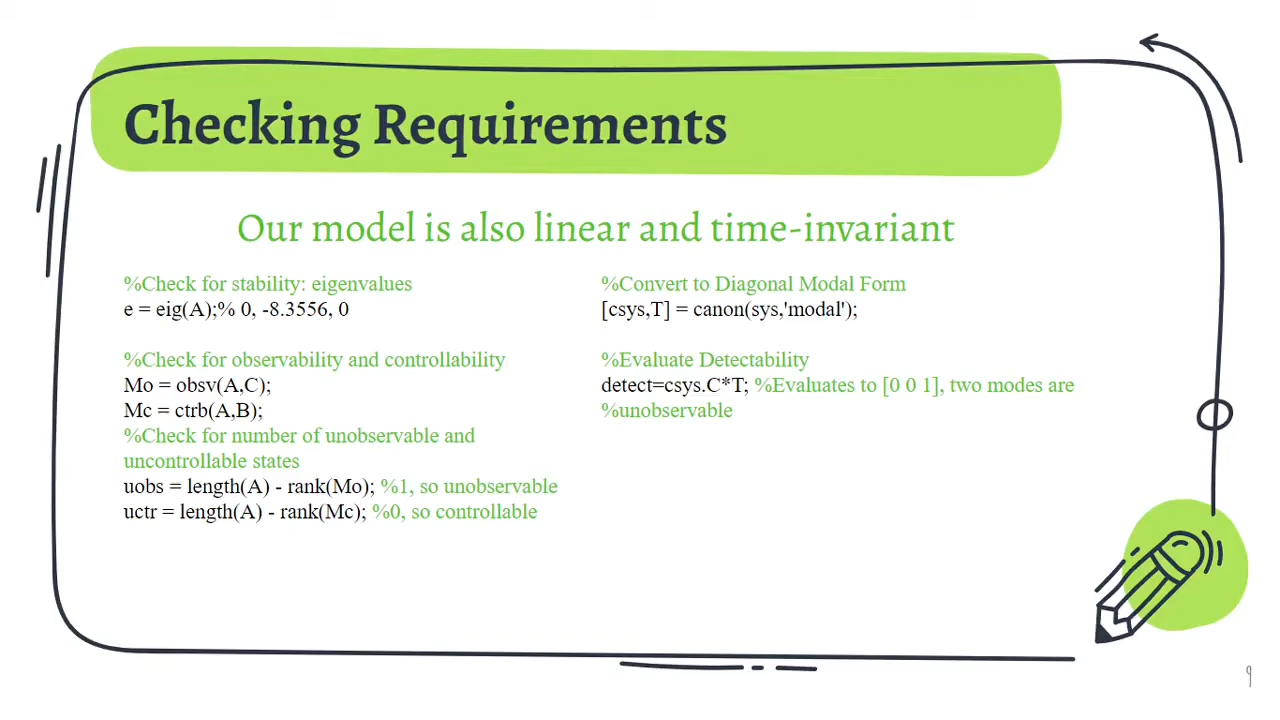 Checking Requirements
Our model is also linear and time-invariant
%Check for stability: eigenvalues
e = eig(A);% 0, -8.3556, 0
%Check for observability and controllability
Mo = obsv(A,C);
Mc = ctrb(A,B);
%Check for number of unobservable and
uncontrollable states
uobs = length(A) - rank(Mo); %1, so unobservable
uctr = length(A) - rank(Mc); %0, so controllable
%Convert to Diagonal Modal Form
[csys,T] = canon(sys,'modal');
%Evaluate Detectability
detect=csys.C*T; %Evaluates to [0 0 1], two modes are
%unobservable
9